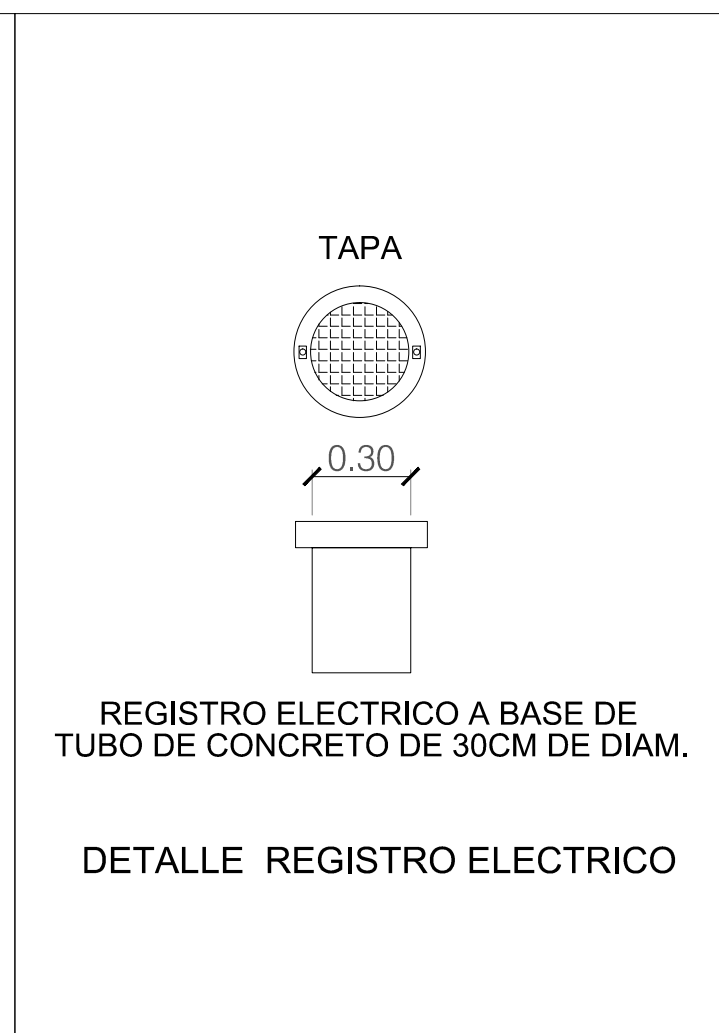 TAPA
0.30
REGISTRO ELECTRICO A BASE DE
TUBO DE CONCRETO DE 30CM DE DIAM.
DETALLE REGISTRO ELECTRICO